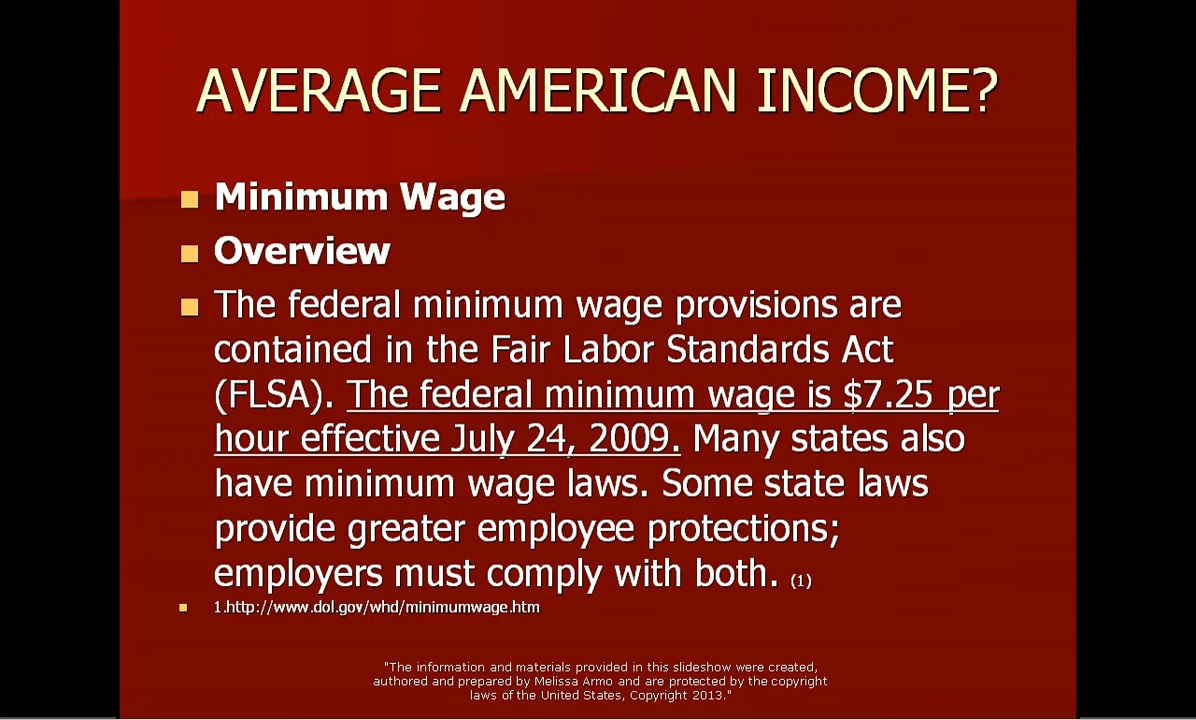 AVERAGE AMERICAN INCOME?
Minimum Wage
Overview
The federal minimum wage provisions are
contained in the Fair Labor Standards Act
(FLSA). The federal minimum wage is $7.25 per
hour effective July 24, 2009. Many states also
have minimum wage laws. Some state laws
provide greater employee protections;
employers must comply with both. (1)
1.http://www.dol.gov/whd/minimumwage.htm
"The information and materials provided in this slideshow were created,
authored and prepared by Melissa Armo and are protected by the copyright
laws of the United States, Copyright 2013."